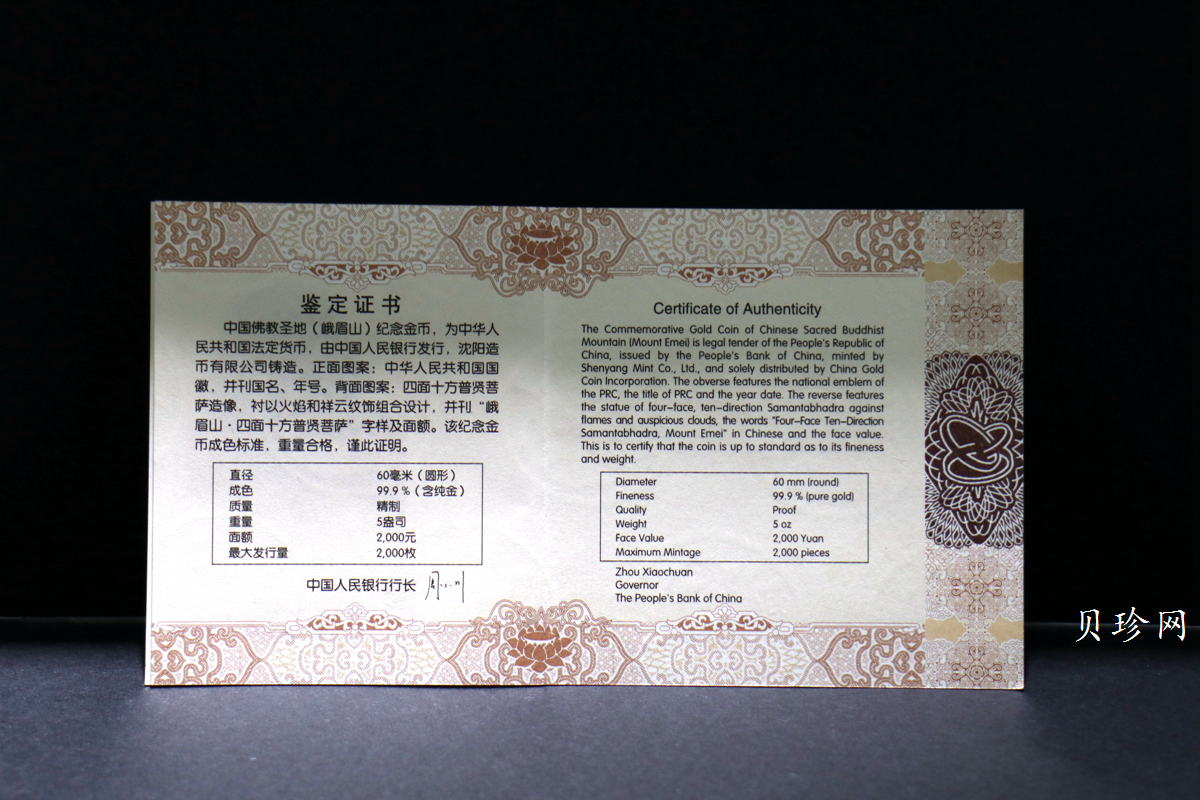 鉴定证书
中国佛教圣地（峨眉山）纪念金币，为中华人
民共和国法定货币，由中国人民银行发行，沈阳造
币有限公司铸造。正面图案：中华人民共和国国
徽，并刊国名、年号。背面图案：四面十方普贤菩
萨造像，衬以火焰和祥云纹饰组合设计，并刊“峨
眉山·四面十方普贤菩萨”字样及面额。该纪念金
币成色标准，重量合格，谨此证明。
直径 60毫米（圆形）
成色 99.9％（含纯金）
质量 精制
重量 5盎司
面额 2,000元
最大发行量 2,000枚
中国人民银行行长
Certificate of Authenticity
The Commemorative Gold Coin of Chinese Sacred Buddhist
Mountain (Mount Emei) is legal tender of the People's Republic of
China, issued by the People's Bank of China, minted by
Shenyang Mint Co., Ltd., and solely distributed by China Gold
Coin Incorporation. The obverse features the national emblem of
the PRC, the title of PRC and the year date. The reverse features
the statue of four-face, ten-direction Samantabhadra against
flames and auspicious clouds, the words "Four-Face Ten-Direction
Samantabhadra, Mount Emei" in Chinese and the face value.
This is to certify that the coin is up to standard as to its fineness
and weight.
Diameter 60 mm (round)
Fineness 99.9 % (pure gold)
Quality Proof
Weight 5 oz
Face Value 2,000 Yuan
Maximum Mintage 2,000 pieces
Zhou Xiaochuan
Governor
The People's Bank of China
贝珍网